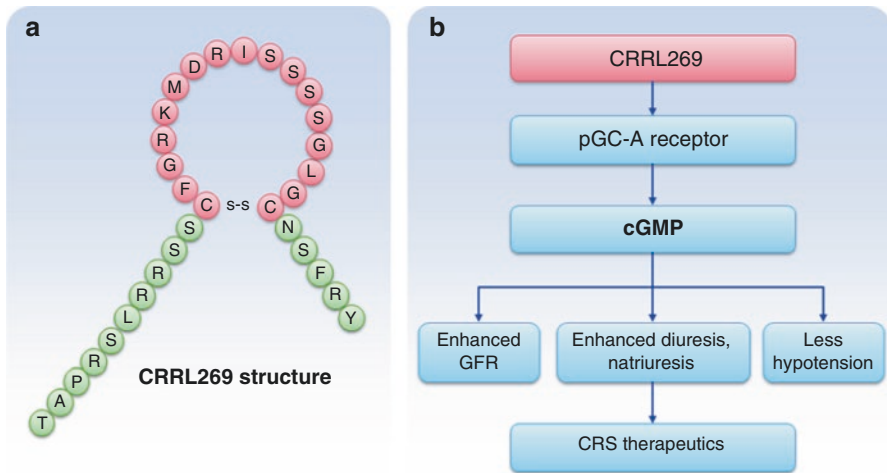 a
T A P R S L R R S S C F G R K M D R I S S S S G L G C N S F R Y
s-s
CRRL269 structure
b
CRRL269
pGC-A receptor
cGMP
Enhanced
GFR
Enhanced diuresis,
natriuresis
Less
hypotension
CRS therapeutics